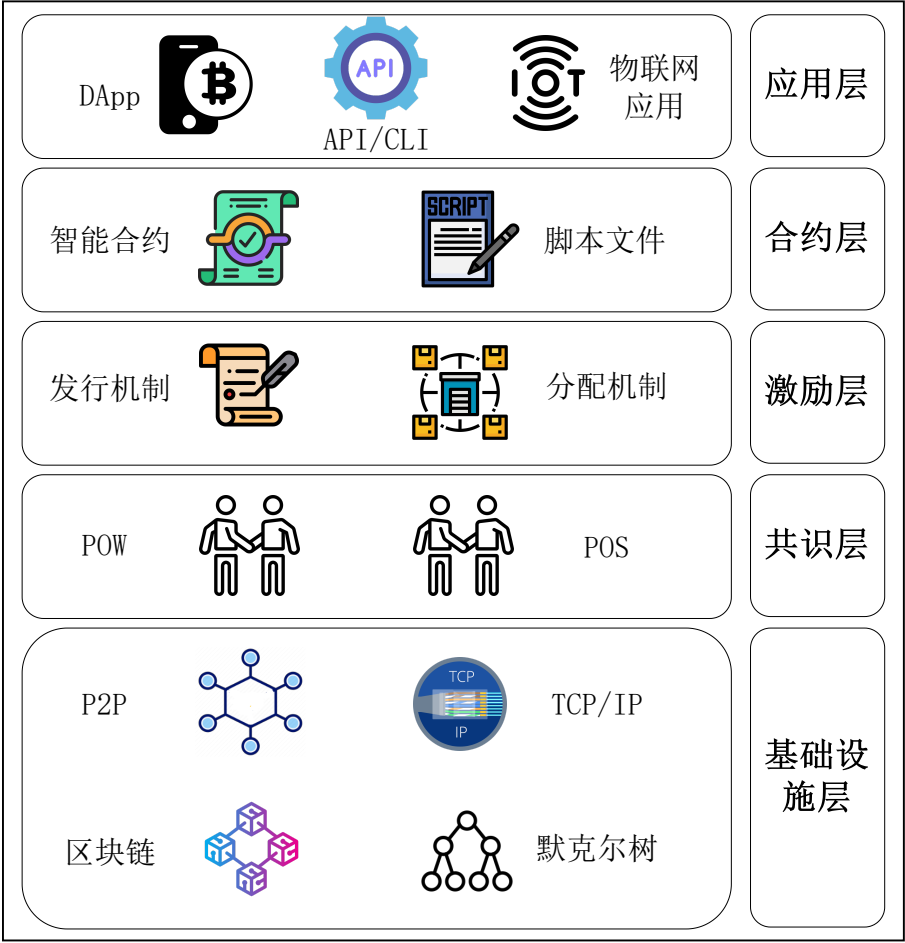 DApp
API
API/CLI
IOT
物联网
应用
应用层
智能合约
SCRIPT
脚本文件
合约层
发行机制
分配机制
激励层
POW
POS
共识层
P2P
TCP
IP
TCP/IP
区块链
默克尔树
基础设
施层